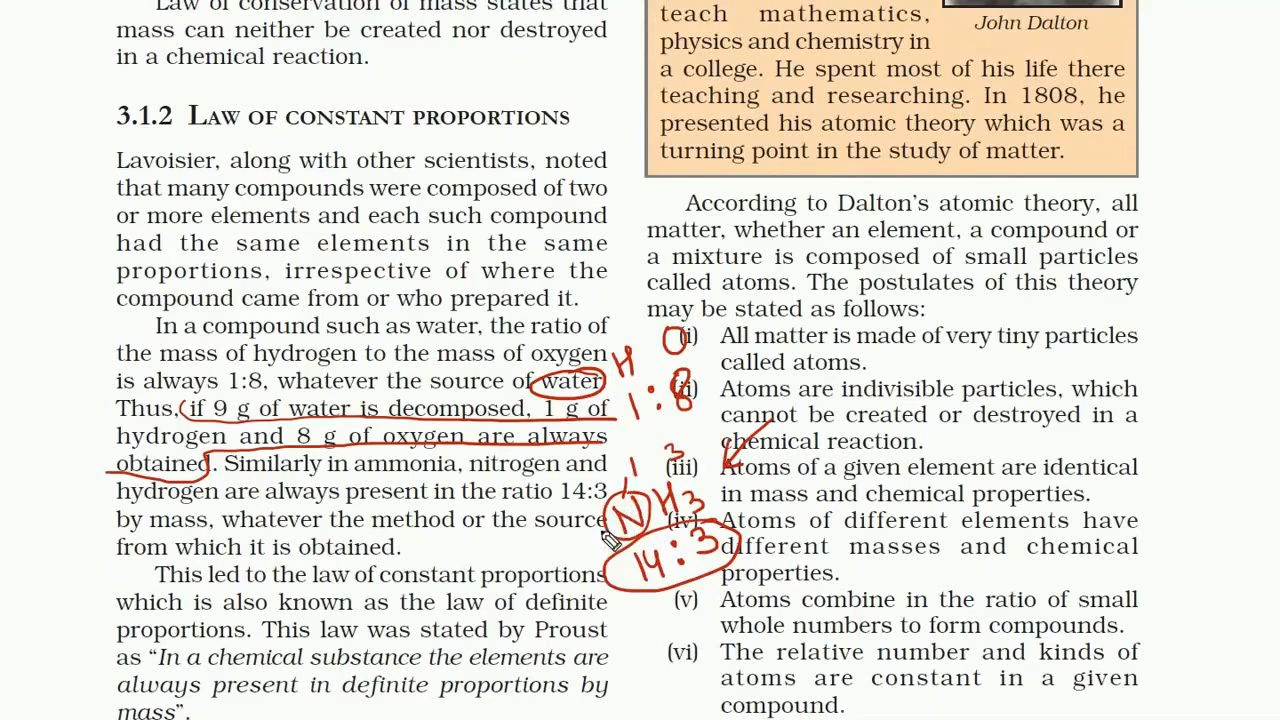 Law of conservation of mass states that
mass can neither be created nor destroyed
in a chemical reaction.
3.1.2 LAW OF CONSTANT PROPORTIONS
Lavoisier, along with other scientists, noted
that many compounds were composed of two
or more elements and each such compound
had the same elements in the same
proportions, irrespective of where the
compound came from or who prepared it.
In a compound such as water, the ratio of
the mass of hydrogen to the mass of oxygen
is always 1:8, whatever the source of water.
Thus, if 9 g of water is decomposed, 1 g of
hydrogen and 8 g of oxygen are always
obtained. Similarly in ammonia, nitrogen and
hydrogen are always present in the ratio 14:3
by mass, whatever the method or the source
from which it is obtained.
This led to the law of constant proportions
which is also known as the law of definite
proportions. This law was stated by Proust
as “In a chemical substance the elements are
always present in definite proportions by
mass”.
H O
1 : 8
1 3
N H3
14 : 3
teach mathematics,
physics and chemistry in
a college. He spent most of his life there
teaching and researching. In 1808, he
presented his atomic theory which was a
turning point in the study of matter.
John Dalton
According to Dalton’s atomic theory, all
matter, whether an element, a compound or
a mixture is composed of small particles
called atoms. The postulates of this theory
may be stated as follows:
(i) All matter is made of very tiny particles
called atoms.
(ii) Atoms are indivisible particles, which
cannot be created or destroyed in a
chemical reaction.
(iii) Atoms of a given element are identical
in mass and chemical properties.
(iv) Atoms of different elements have
different masses and chemical
properties.
(v) Atoms combine in the ratio of small
whole numbers to form compounds.
(vi) The relative number and kinds of
atoms are constant in a given
compound.